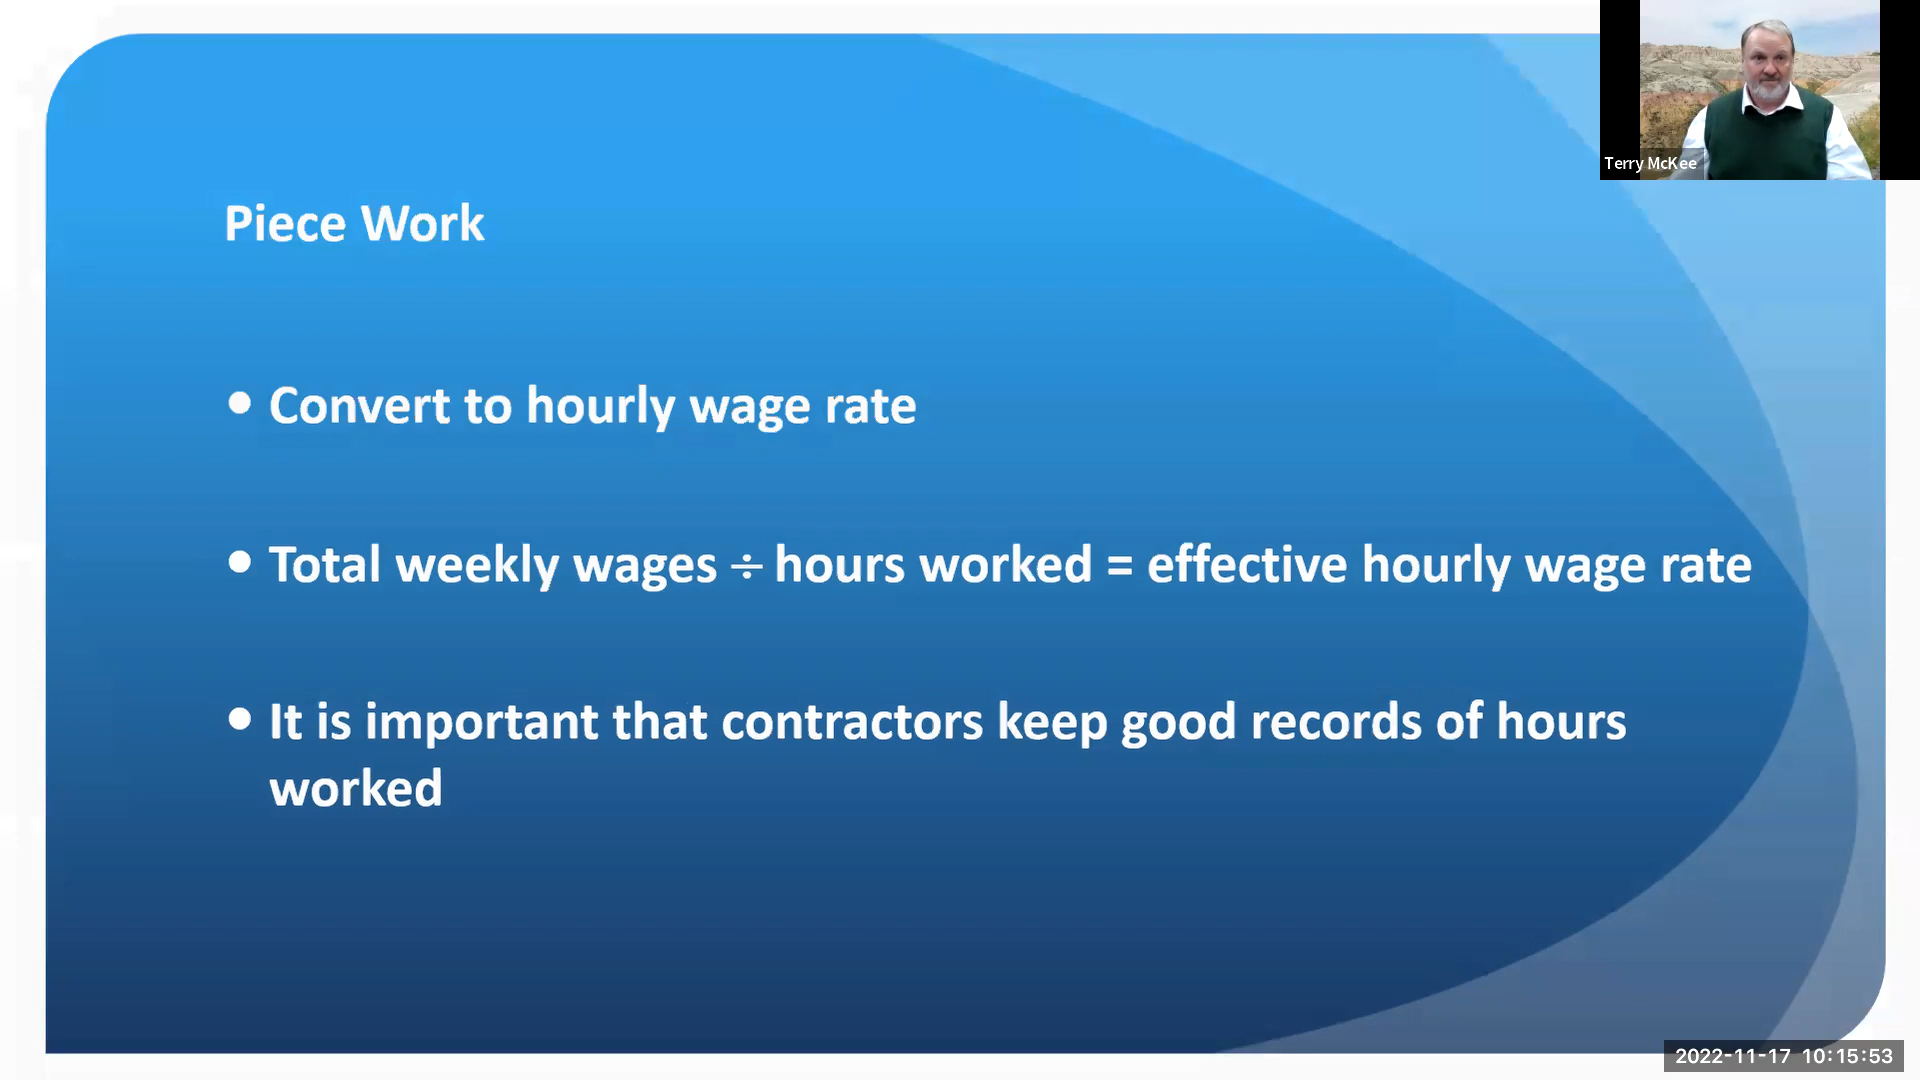 Terry McKee
Piece Work
• Convert to hourly wage rate
• Total weekly wages ÷ hours worked = effective hourly wage rate
• It is important that contractors keep good records of hours
worked
2022-11-17 10:15:53